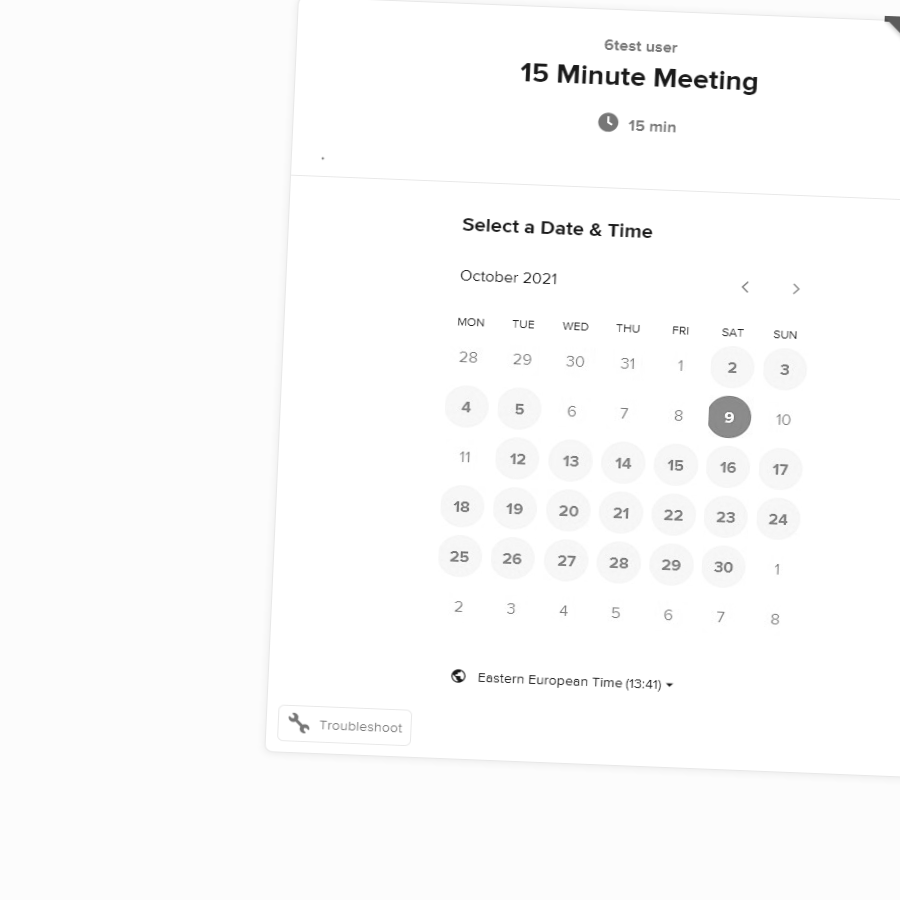 6test user
15 Minute Meeting
15 min
.
Select a Date & Time
October 2021
MON TUE WED THU FRI SAT SUN
28 29 30 31 1 2 3
4 5 6 7 8 9 10
11 12 13 14 15 16 17
18 19 20 21 22 23 24
25 26 27 28 29 30 1
2 3 4 5 6 7 8
Eastern European Time (13:41)
Troubleshoot